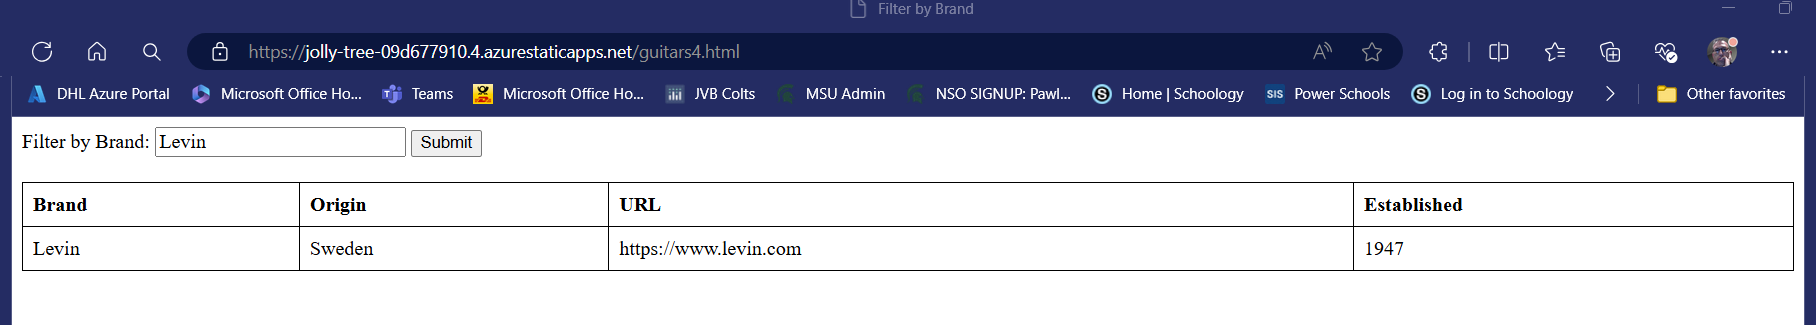 Filter by Brand
https://jolly-tree-09d677910.4.azurestaticapps.net/guitars4.html
DHL Azure Portal Microsoft Office Ho... Teams Microsoft Office Ho... JVB Colts MSU Admin NSO SIGNUP: Pawl... Home | Schoology SIS Power Schools Log in to Schoology Other favorites
Filter by Brand: Levin Submit
Brand Origin URL Established
Levin Sweden https://www.levin.com 1947